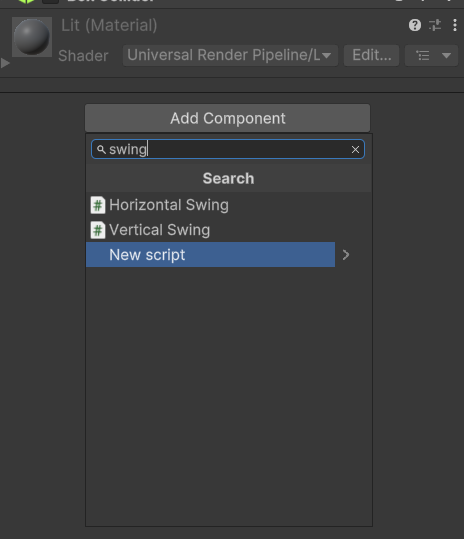 Lit (Material)
Shader Universal Render Pipeline/L Edit...
Add Component
swing
Search
Horizontal Swing
Vertical Swing
New script